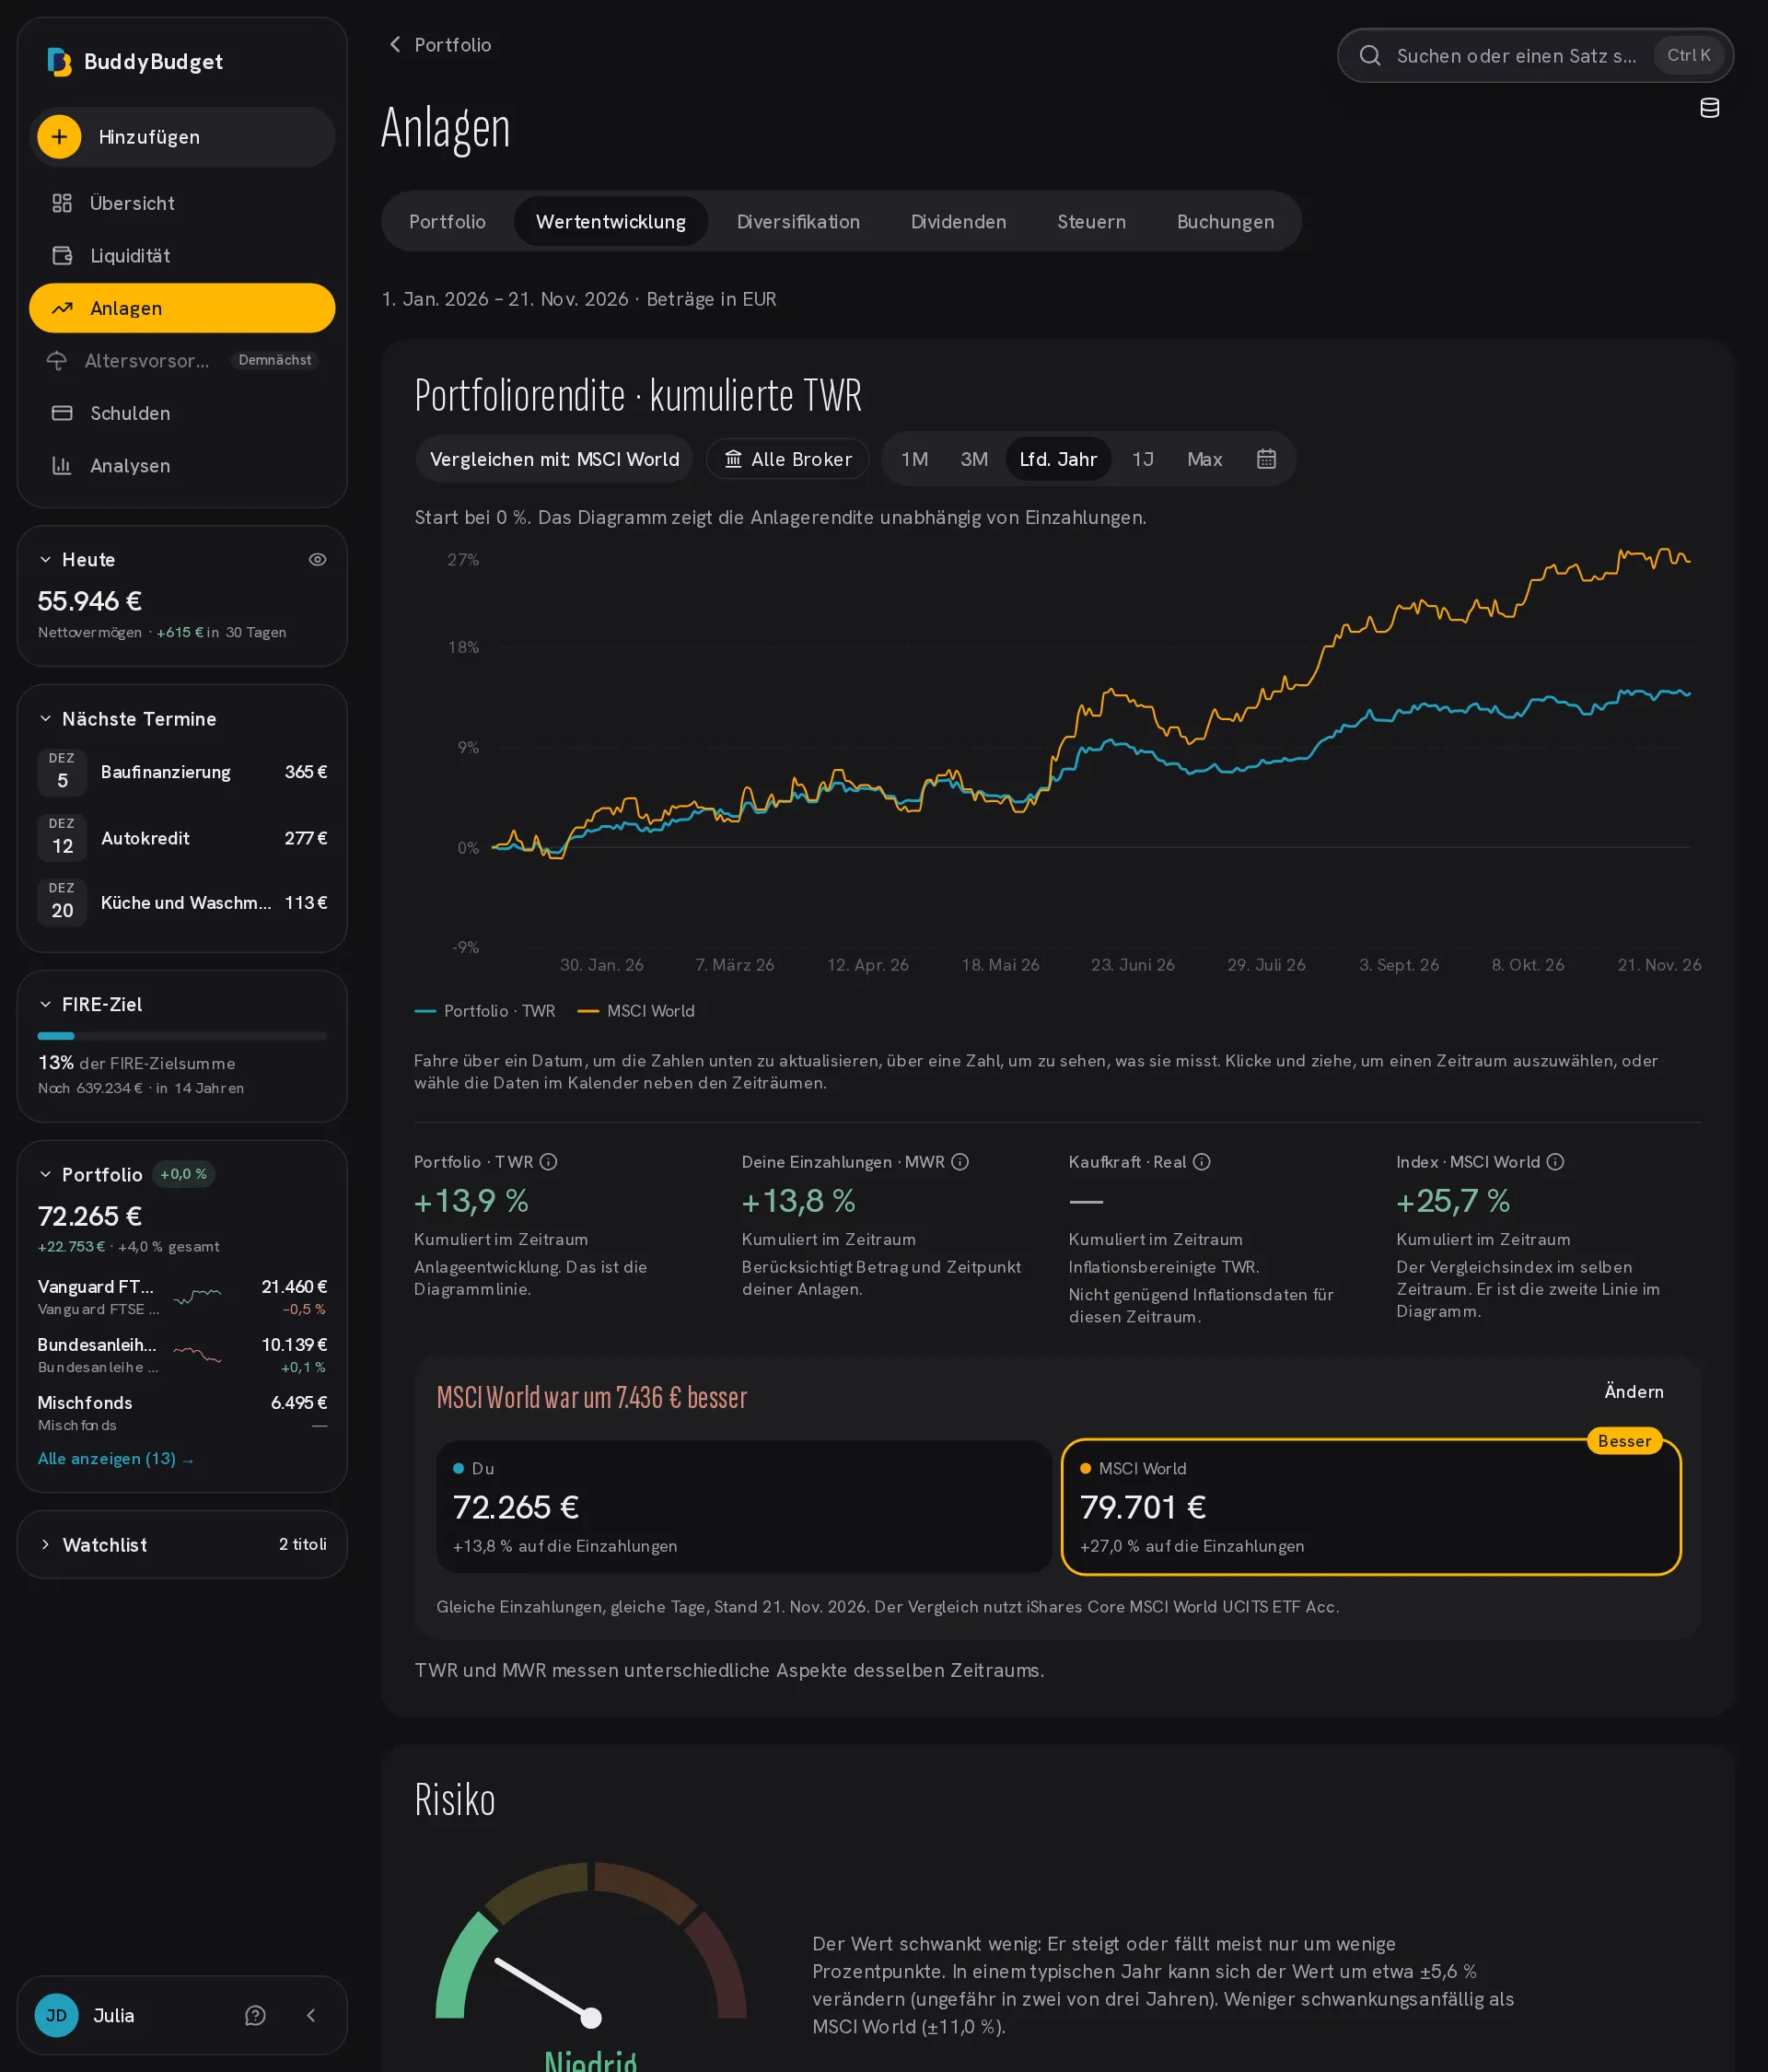 BuddyBudget
Hinzufügen
Übersicht
Liquidität
Anlagen
Altersvorsor... Demnächst
Schulden
Analysen
Heute
55.946 €
Nettovermögen · +615 € in 30 Tagen
Nächste Termine
DEZ
5 Baufinanzierung 365 €
DEZ
12 Autokredit 277 €
DEZ
20 Küche und Waschm... 113 €
FIRE-Ziel
13% der FIRE-Zielsumme
Noch 639.234 € · in 14 Jahren
Portfolio +0,0 %
72.265 €
+22.753 € · +4,0 % gesamt
Vanguard FT... 21.460 €
Vanguard FTSE ... -0,5 %
Bundesanleih... 10.139 €
Bundesanleihe ... +0,1 %
Mischfonds 6.495 €
Mischfonds —
Alle anzeigen (13) →
Watchlist 2 titoli
JD Julia
Portfolio
Suchen oder einen Satz s... Ctrl K
Anlagen
Portfolio Wertentwicklung Diversifikation Dividenden Steuern Buchungen
1. Jan. 2026 – 21. Nov. 2026 · Beträge in EUR
Portfoliorendite · kumulierte TWR
Vergleichen mit: MSCI World Alle Broker 1M 3M Lfd. Jahr 1J Max
Start bei 0 %. Das Diagramm zeigt die Anlagerendite unabhängig von Einzahlungen.
27%
18%
9%
0%
-9%
30. Jan. 26 7. März 26 12. Apr. 26 18. Mai 26 23. Juni 26 29. Juli 26 3. Sept. 26 8. Okt. 26 21. Nov. 26
Portfolio · TWR MSCI World
Fahre über ein Datum, um die Zahlen unten zu aktualisieren, über eine Zahl, um zu sehen, was sie misst. Klicke und ziehe, um einen Zeitraum auszuwählen, oder
wähle die Daten im Kalender neben den Zeiträumen.
Portfolio · TWR
+13,9 %
Kumuliert im Zeitraum
Anlageentwicklung. Das ist die
Diagrammlinie.
Deine Einzahlungen · MWR
+13,8 %
Kumuliert im Zeitraum
Berücksichtigt Betrag und Zeitpunkt
deiner Anlagen.
Kaufkraft · Real
—
Kumuliert im Zeitraum
Inflationsbereinigte TWR.
Nicht genügend Inflationsdaten für
diesen Zeitraum.
Index · MSCI World
+25,7 %
Kumuliert im Zeitraum
Der Vergleichsindex im selben
Zeitraum. Er ist die zweite Linie im
Diagramm.
MSCI World war um 7.436 € besser
Ändern
Du
72.265 €
+13,8 % auf die Einzahlungen
Besser
MSCI World
79.701 €
+27,0 % auf die Einzahlungen
Gleiche Einzahlungen, gleiche Tage, Stand 21. Nov. 2026. Der Vergleich nutzt iShares Core MSCI World UCITS ETF Acc.
TWR und MWR messen unterschiedliche Aspekte desselben Zeitraums.
Risiko
Niedrig
Der Wert schwankt wenig: Er steigt oder fällt meist nur um wenige
Prozentpunkte. In einem typischen Jahr kann sich der Wert um etwa ±5,6 %
verändern (ungefähr in zwei von drei Jahren). Weniger schwankungsanfällig als
MSCI World (±11,0 %).